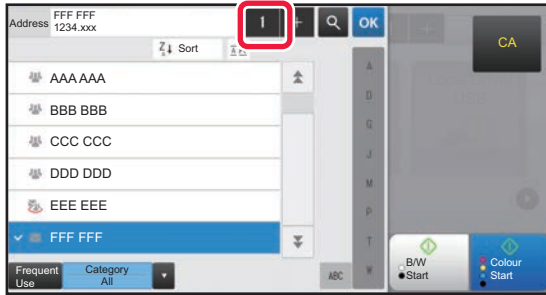 Address FFF FFF
1234.xxx
1
+
OK
CA
Z↓ Sort
AAA AAA
BBB BBB
CCC CCC
DDD DDD
EEE EEE
FFF FFF
A
D
G
J
M
P
T
W
Frequent
Use
Category
All
ABC
B/W
Start
Colour
Start